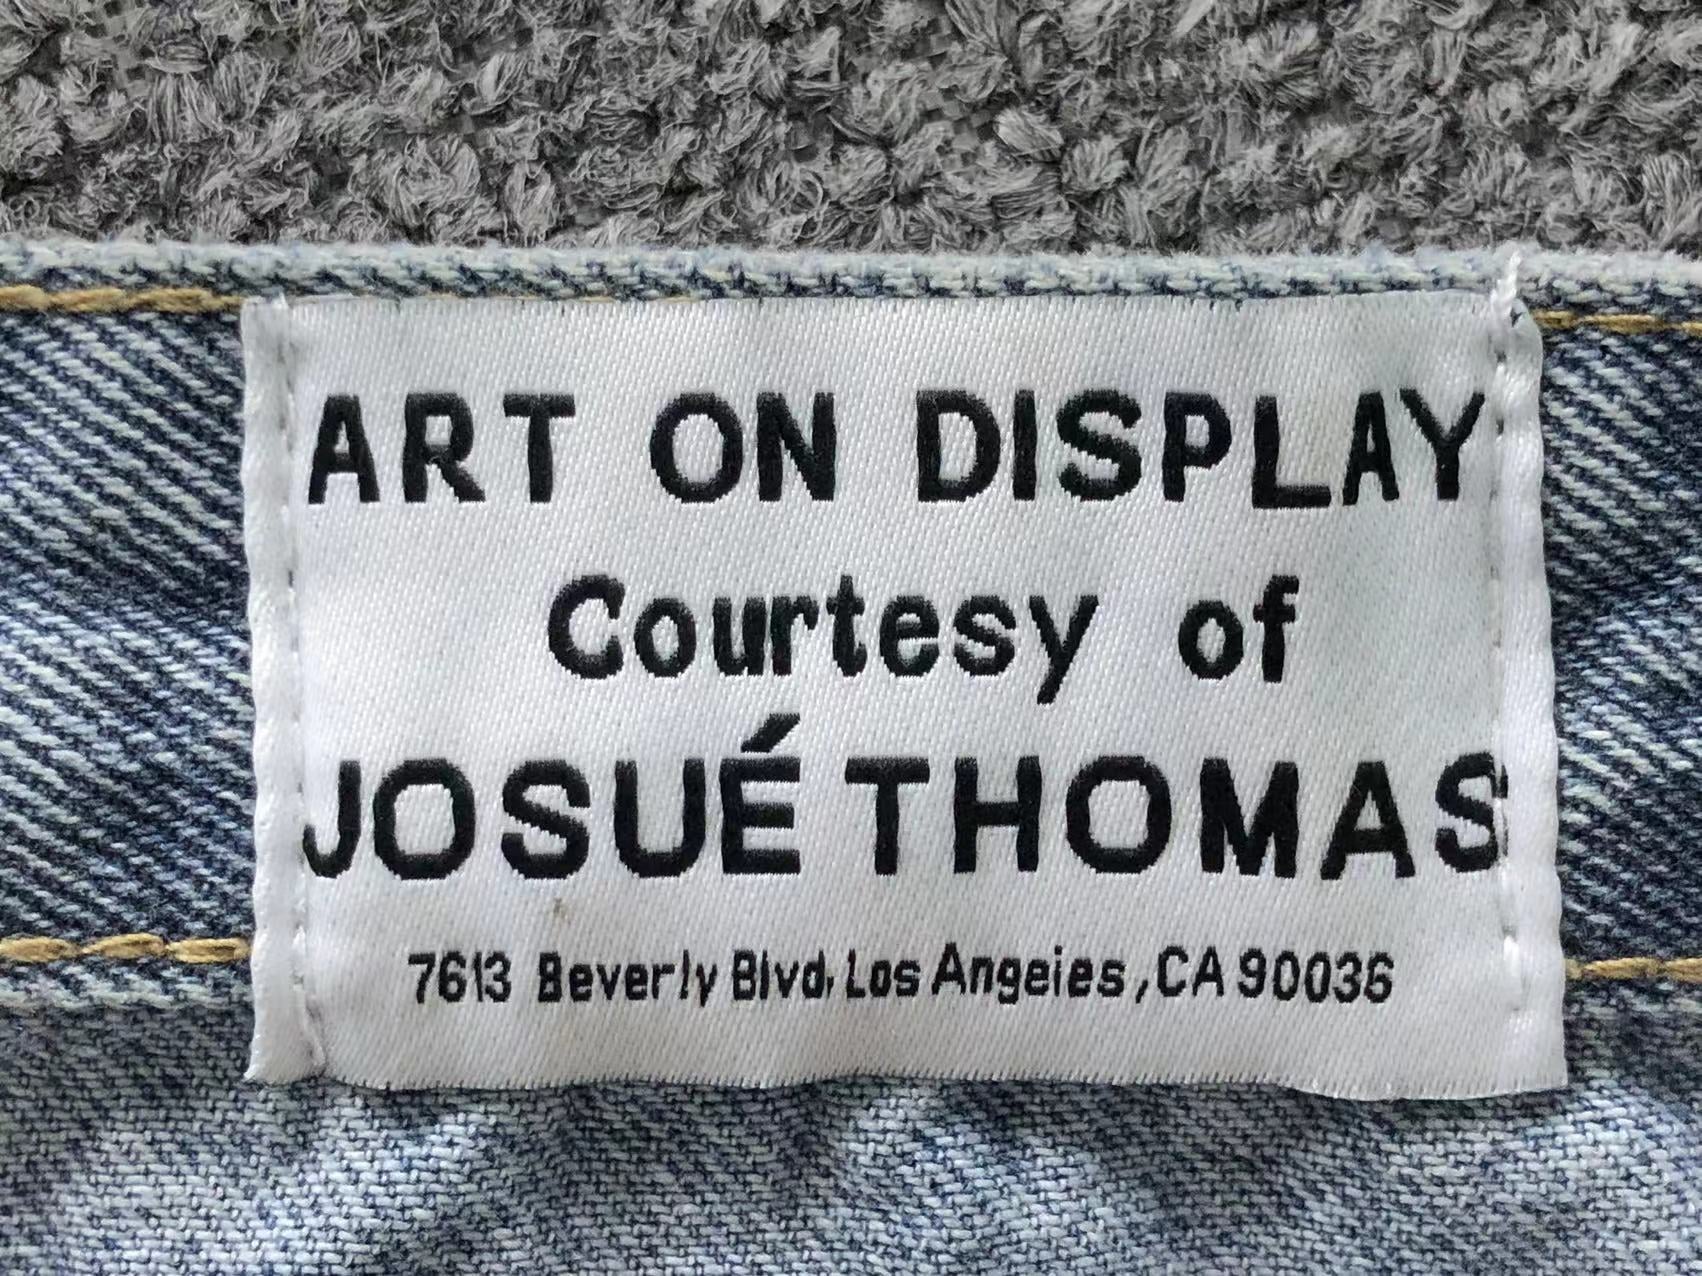 ART ON DISPLAY
Courtesy of
JOSUÉ THOMAS
7613 Beverly Blvd, Los Angeies, CA 90036